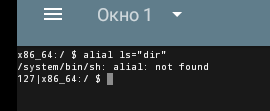 Окно 1
x86_64:/ $ alial ls="dir"
/system/bin/sh: alial: not found
127|x86_64:/ $